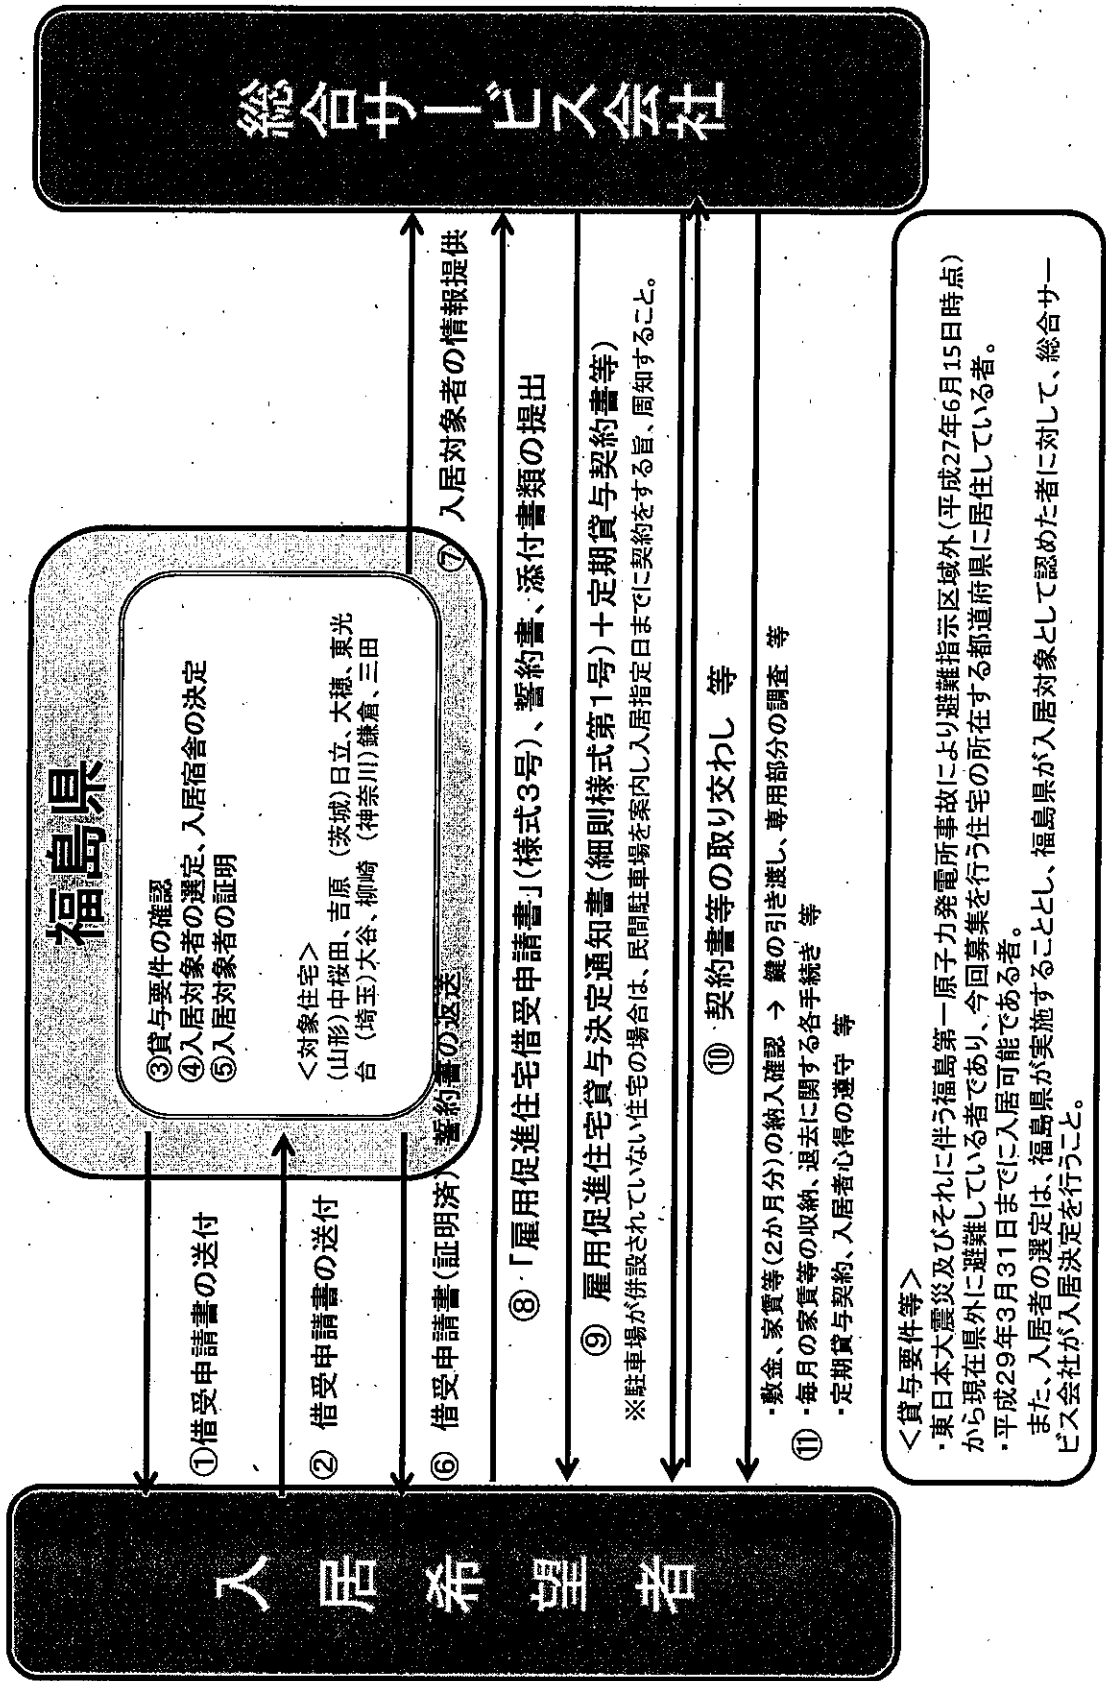 入居希望者
福島県
総合サービス会社
①借受申請書の送付
② 借受申請書の送付
③貸与要件の確認
④入居対象者の選定、入居宿舎の決定
⑤入居対象者の証明
＜対象住宅＞
(山形)中桜田、吉原 (茨城)日立、大穂、東光
台 (埼玉)大谷、柳崎 (神奈川)鎌倉、三田
⑥ 借受申請書(証明済)、誓約書の返送
⑦ 入居対象者の情報提供
⑧「雇用促進住宅借受申請書」(様式3号)、誓約書、添付書類の提出
⑨ 雇用促進住宅貸与決定通知書(細則様式第1号)＋定期貸与契約書等)
※駐車場が併設されていない住宅の場合は、民間駐車場を案内し入居指定日までに契約をする旨、周知すること。
⑩ 契約書等の取り交わし 等
・敷金、家賃等(2か月分)の納入確認 → 鍵の引き渡し、専用部分の調査 等
⑪ ・毎月の家賃等の収納、退去に関する各手続き 等
・定期貸与契約、入居者心得の遵守 等
＜貸与要件等＞
・東日本大震災及びそれに伴う福島第一原子力発電所事故により避難指示区域外(平成27年6月15日時点)
から現在県外に避難している者であり、今回募集を行う住宅の所在する都道府県に居住している者。
・平成29年3月31日までに入居可能である者。
また、入居者の選定は、福島県が実施することとし、福島県が入居対象として認めた者に対して、総合サー
ビス会社が入居決定を行うこと。